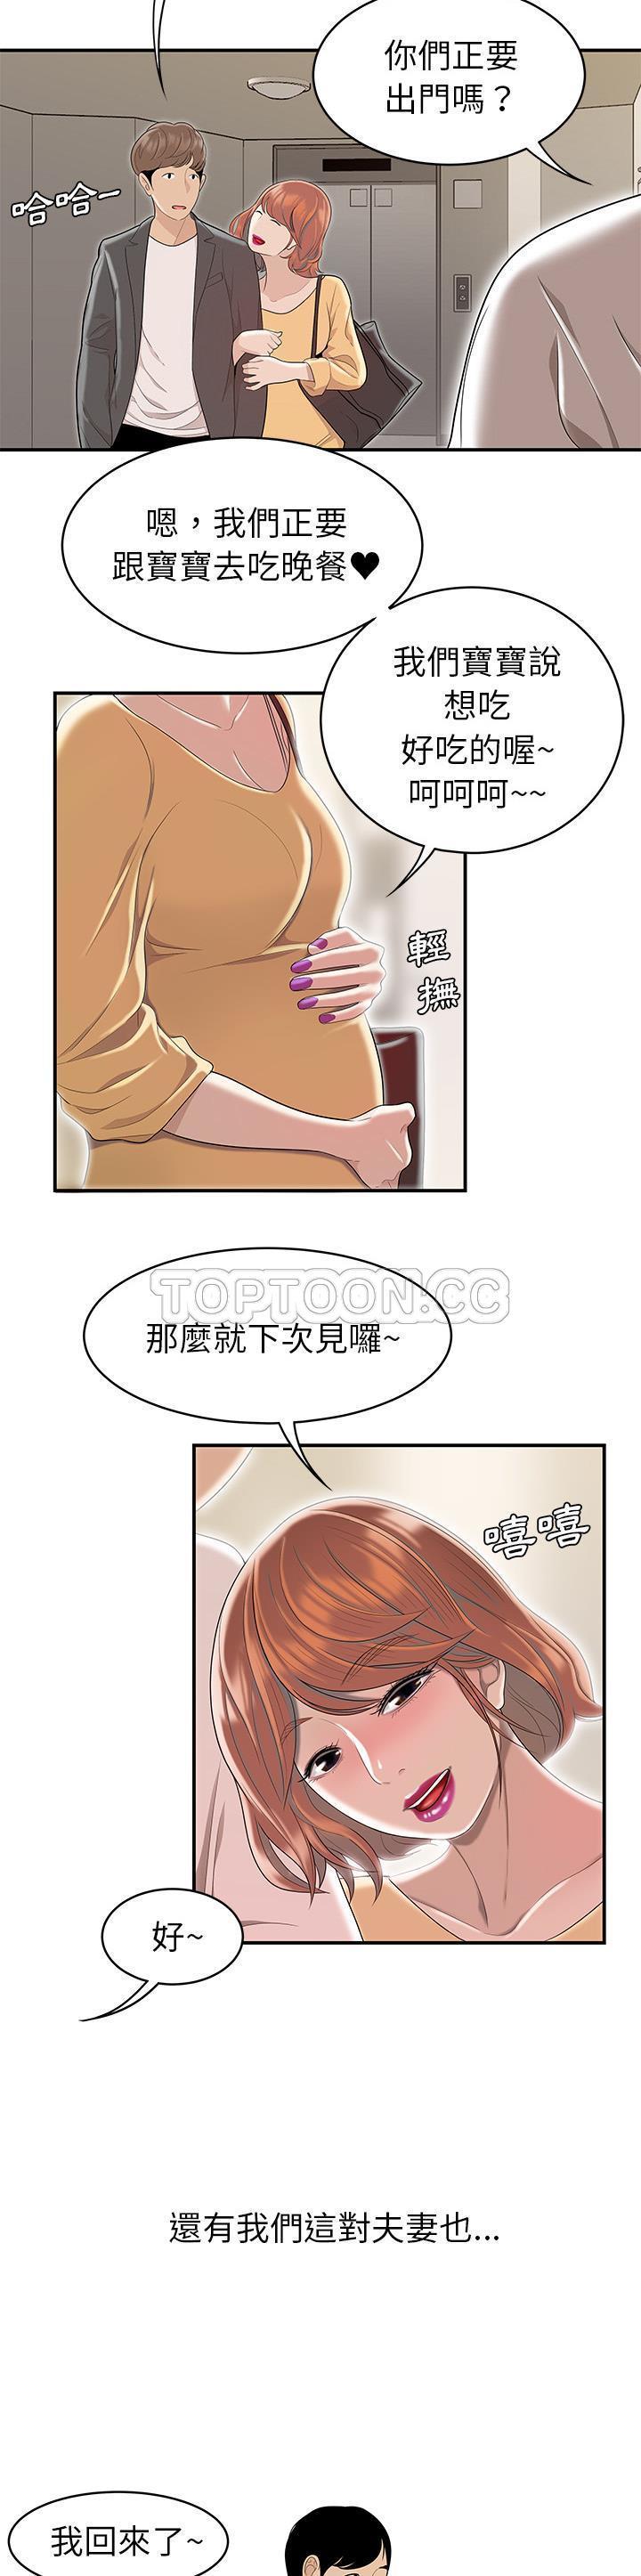 你們正要
出門嗎？
哈哈~
嗯，我們正要
跟寶寶去吃晚餐♥
我們寶寶說
想吃
好吃的喔~
呵呵呵~~
輕
撫
TOPTOON.CC
那麼就下次見囉~
嘻嘻
好~
還有我們這對夫妻也...
我回來了~